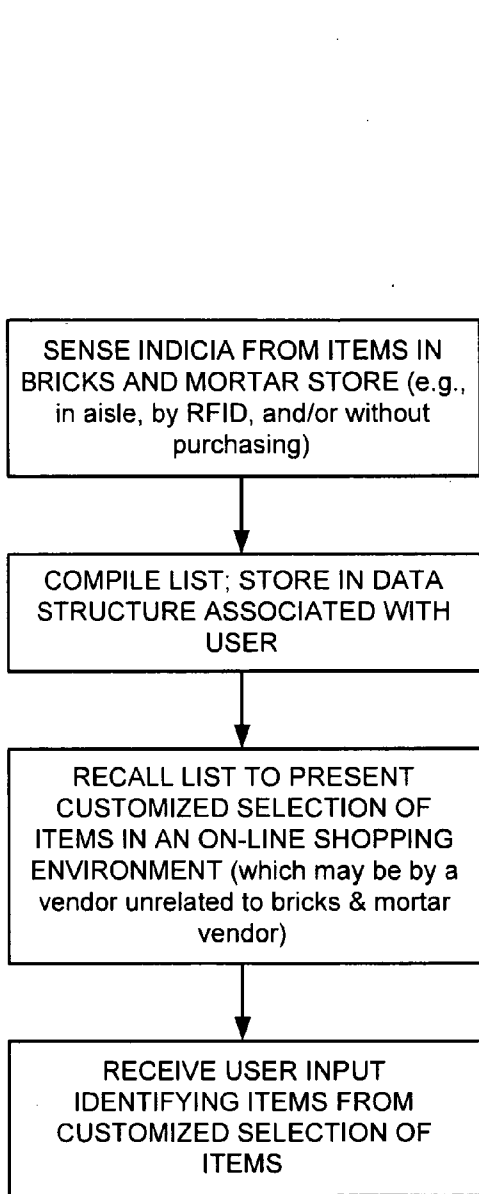 SENSE INDICIA FROM ITEMS IN
BRICKS AND MORTAR STORE (e.g.,
in aisle, by RFID, and/or without
purchasing)
COMPILE LIST; STORE IN DATA
STRUCTURE ASSOCIATED WITH
USER
RECALL LIST TO PRESENT
CUSTOMIZED SELECTION OF
ITEMS IN AN ON-LINE SHOPPING
ENVIRONMENT (which may be by a
vendor unrelated to bricks & mortar
vendor)
RECEIVE USER INPUT
IDENTIFYING ITEMS FROM
CUSTOMIZED SELECTION OF
ITEMS